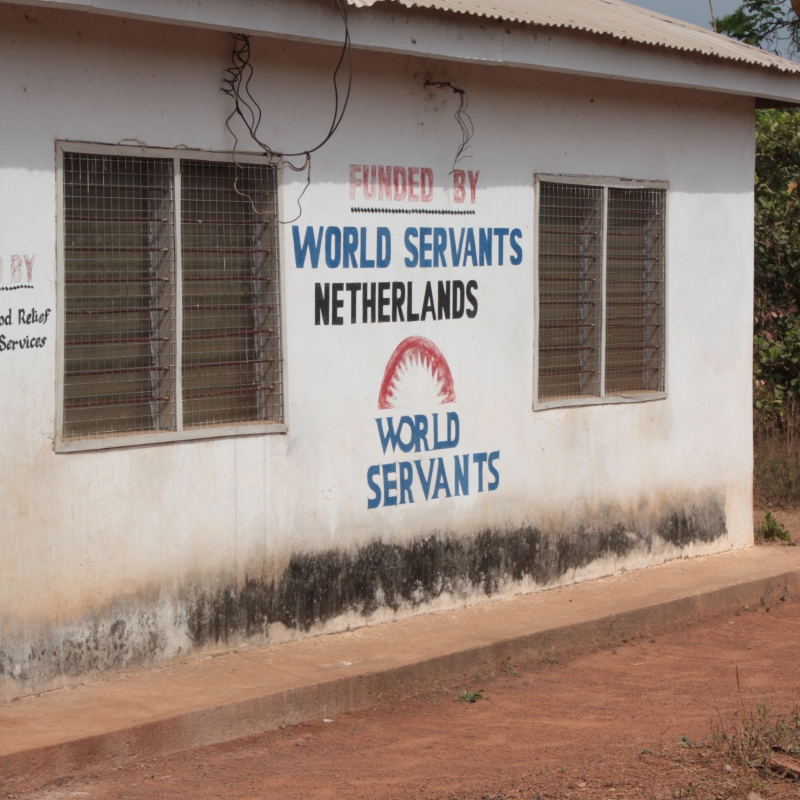 BY
od Relief
Services
FUNDED BY
WORLD SERVANTS
NETHERLANDS
WORLD
SERVANTS